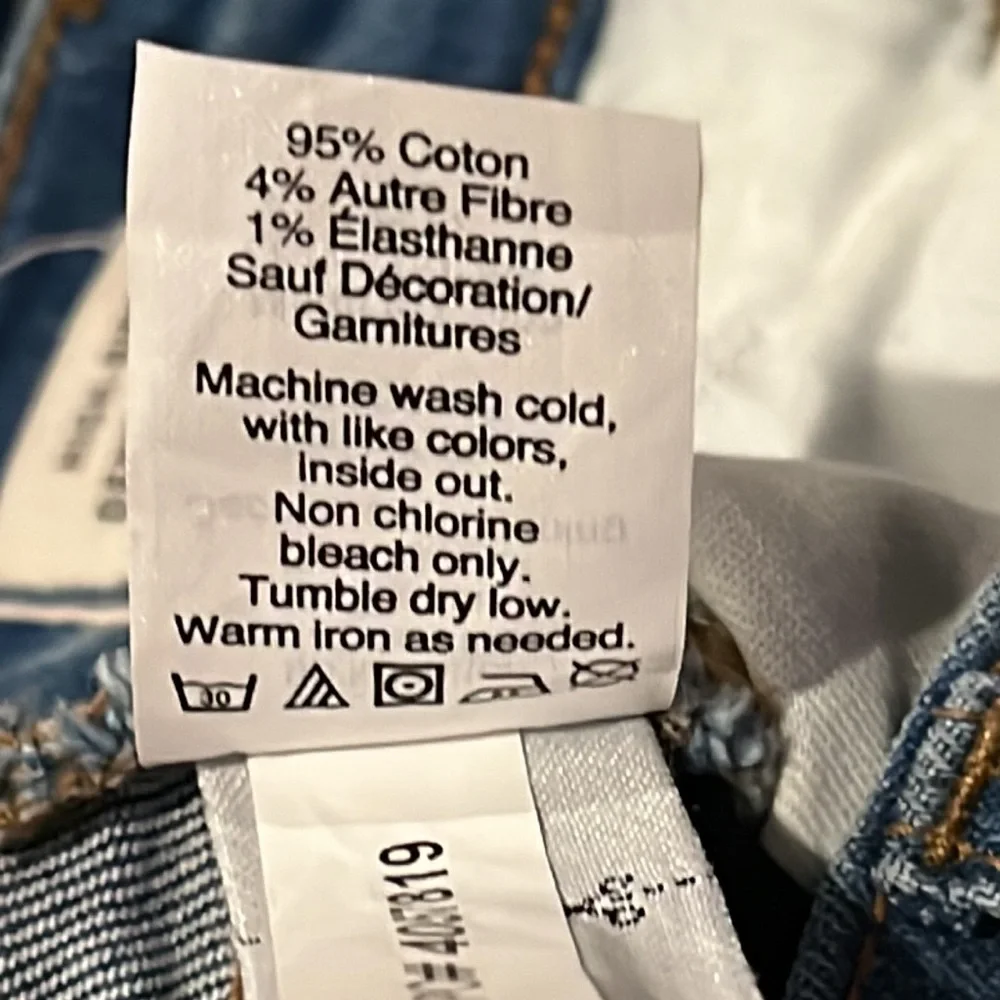 95% Coton
4% Autre Fibre
1% Élasthanne
Sauf Décoration/
Garnitures
Machine wash cold,
with like colors,
inside out.
Non chlorine
bleach only.
Tumble dry low.
Warm iron as needed.
30